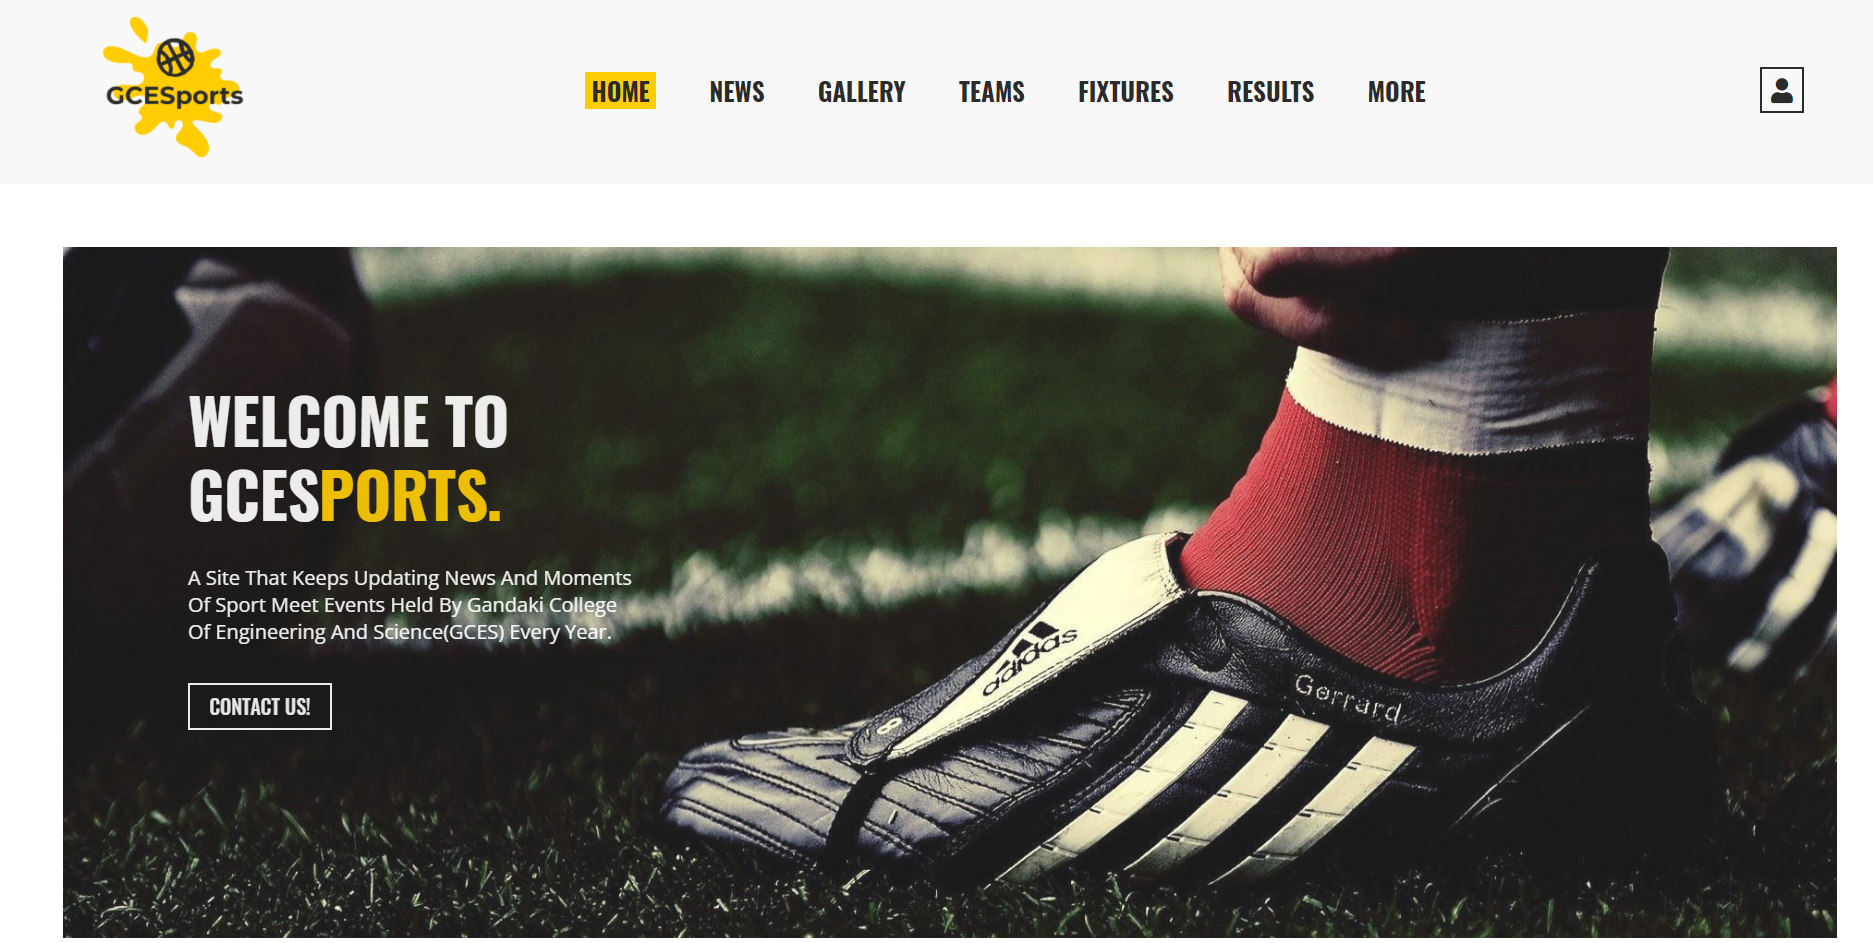 GCESports
HOME NEWS GALLERY TEAMS FIXTURES RESULTS MORE
WELCOME TO
GCESPORTS.
A Site That Keeps Updating News And Moments
Of Sport Meet Events Held By Gandaki College
Of Engineering And Science(GCES) Every Year.
CONTACT US!
adidas
8
Gerrard